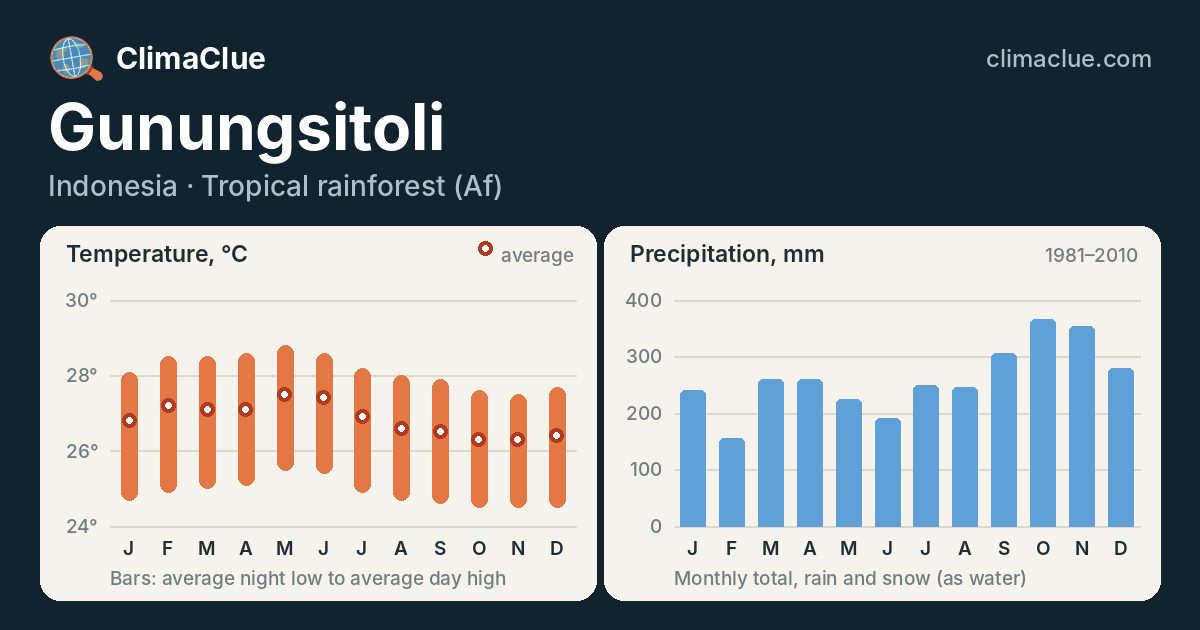 ClimaClue
climaclue.com
Gunungsitoli
Indonesia · Tropical rainforest (Af)
Temperature, °C
average
30°
28°
26°
24°
J F M A M J J A S O N D
Bars: average night low to average day high
Precipitation, mm
1981–2010
400
300
200
100
0
J F M A M J J A S O N D
Monthly total, rain and snow (as water)